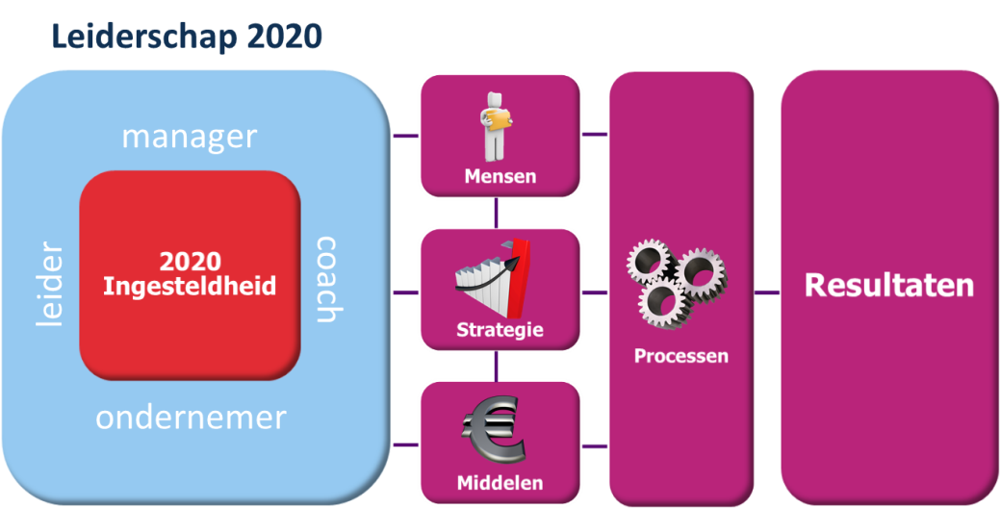 Leiderschap 2020
manager
leider
2020
Ingesteldheid
coach
ondernemer
Mensen
Strategie
Middelen
Processen
Resultaten